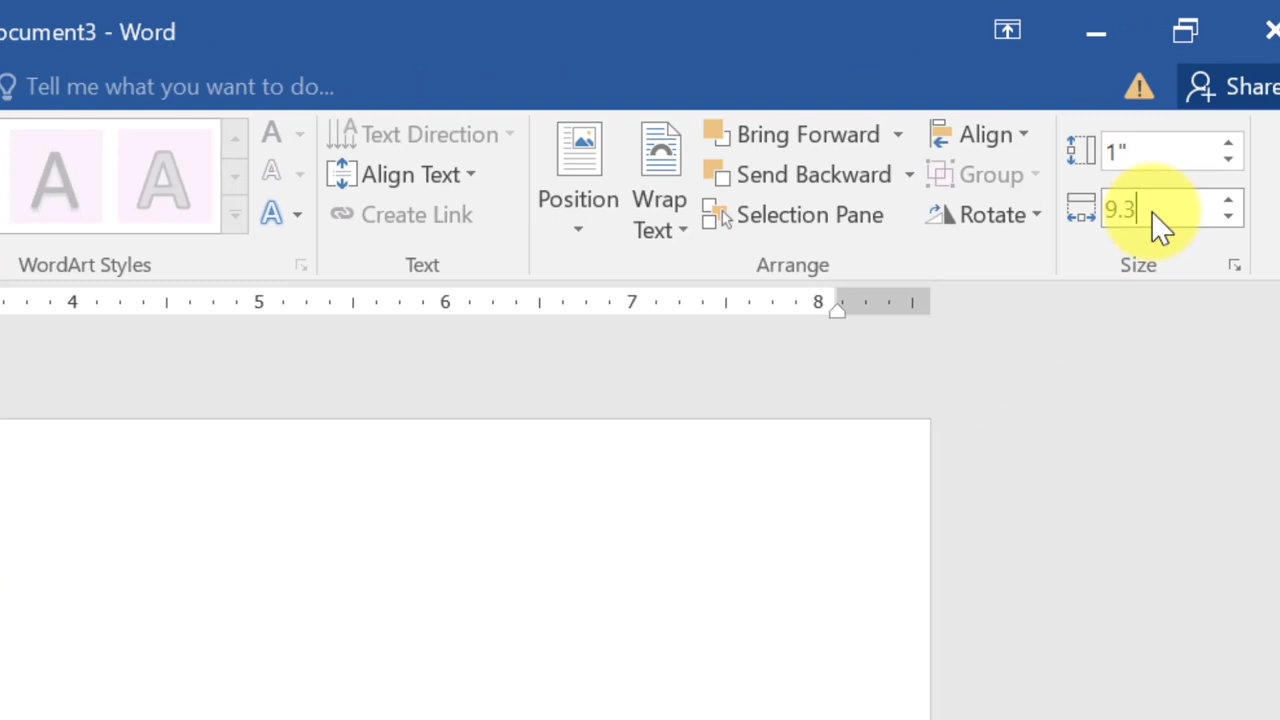 ocument3 - Word
Tell me what you want to do...
Share
A A A Text Direction Bring Forward Align 1"
A Align Text Position Wrap Text Send Backward Group
A Create Link Selection Pane Rotate 9.3
WordArt Styles Text Arrange Size
4 5 6 7 8